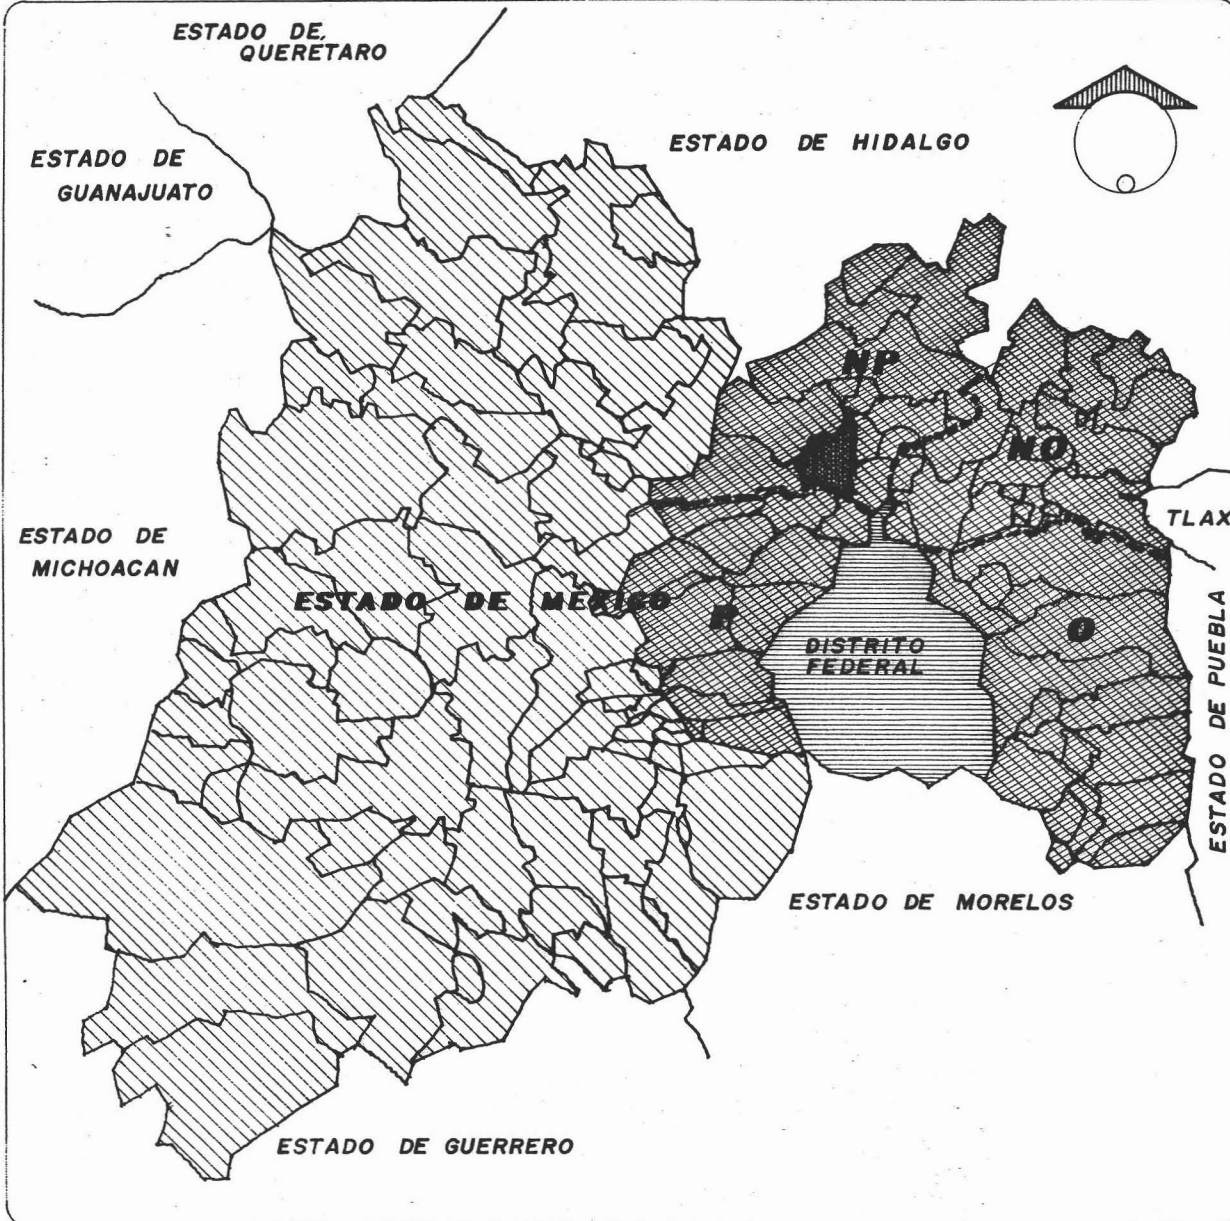 ESTADO DE,
QUERETARO
ESTADO DE HIDALGO
ESTADO DE
GUANAJUATO
NP
NO
TLAX
ESTADO DE
MICHOACAN
ESTADO DE MEXICO
P
O
DISTRITO
FEDERAL
ESTADO DE PUEBLA
ESTADO DE MORELOS
ESTADO DE GUERRERO